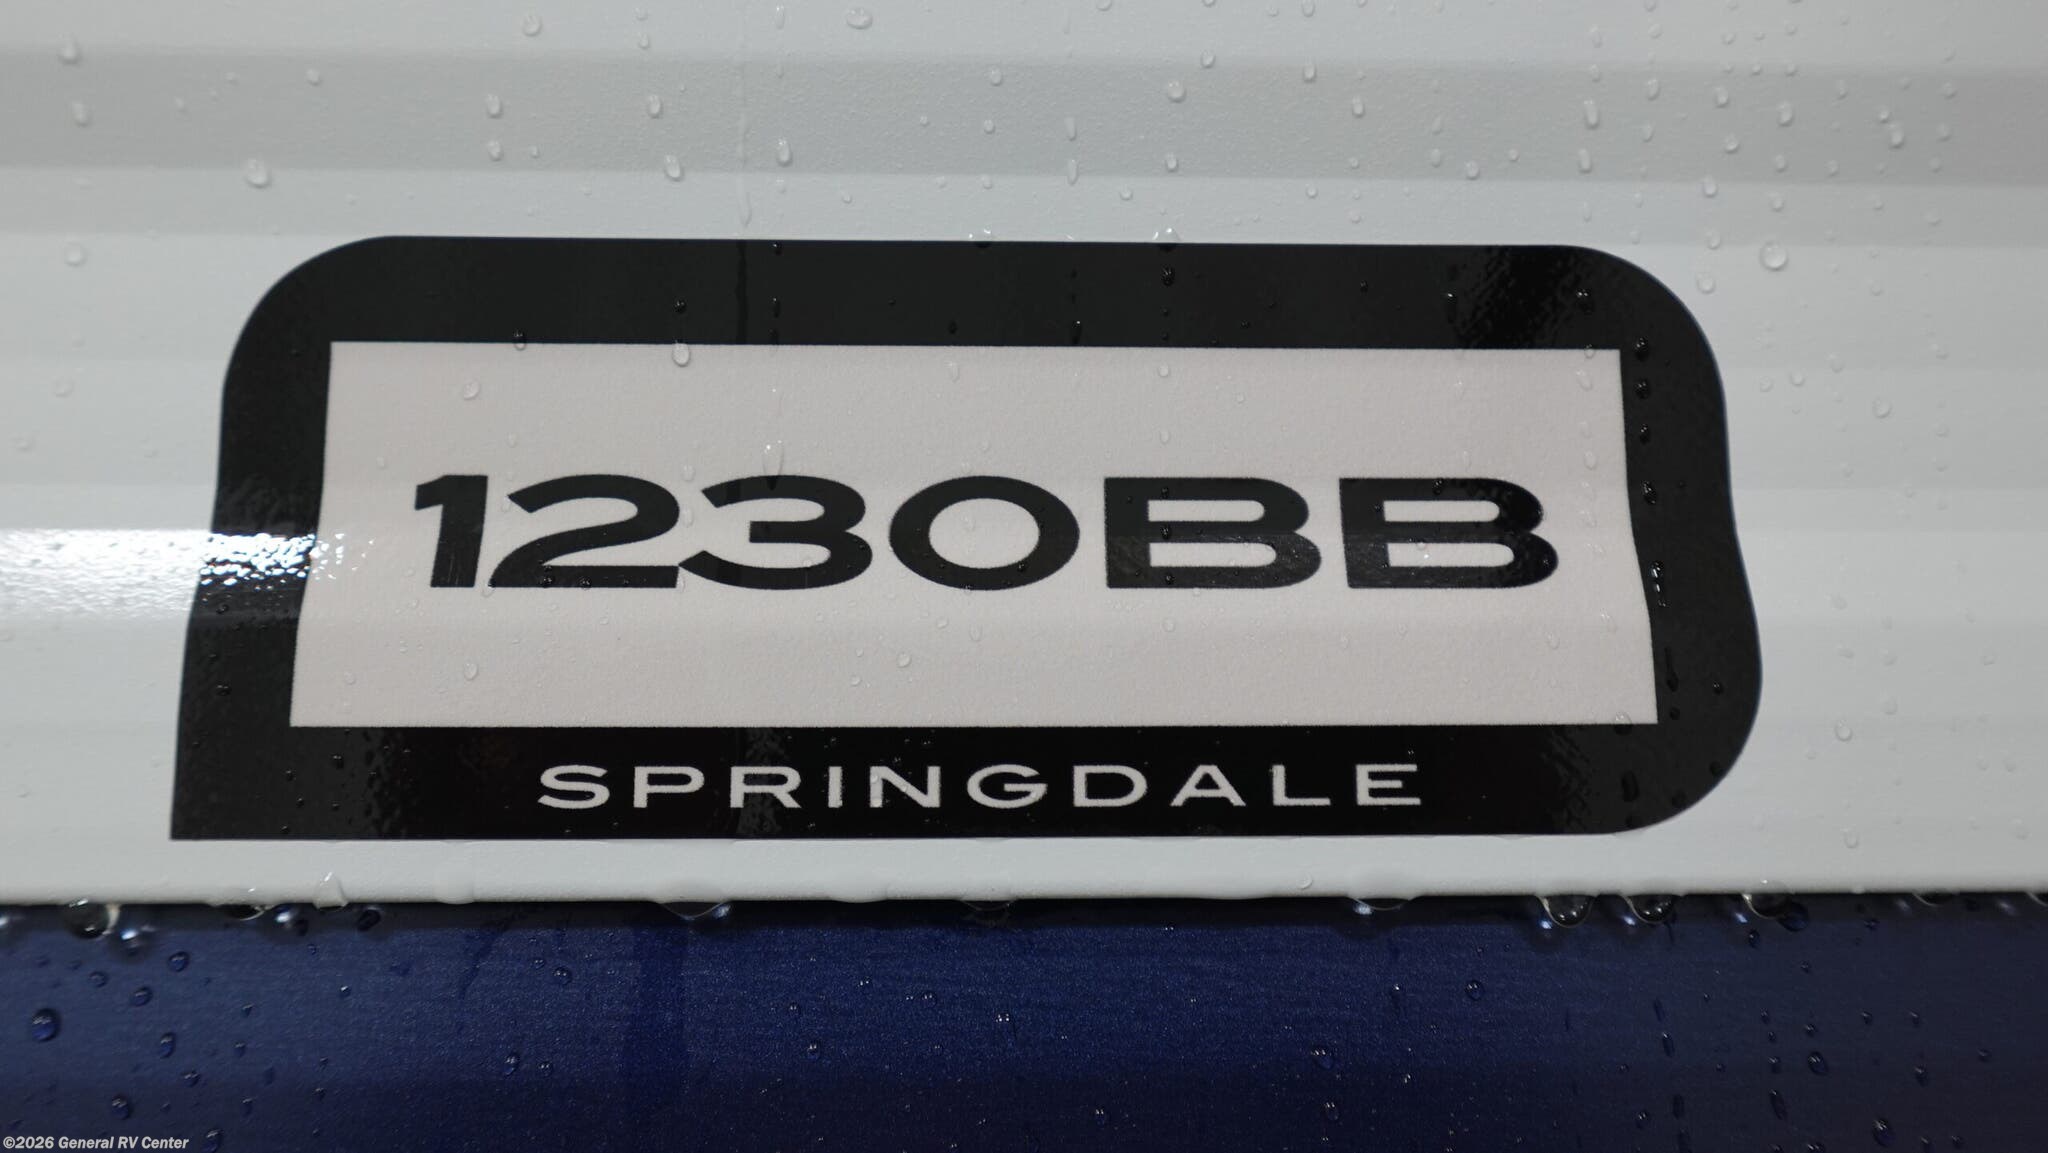 1230BB
SPRINGDALE
©2026 General RV Center